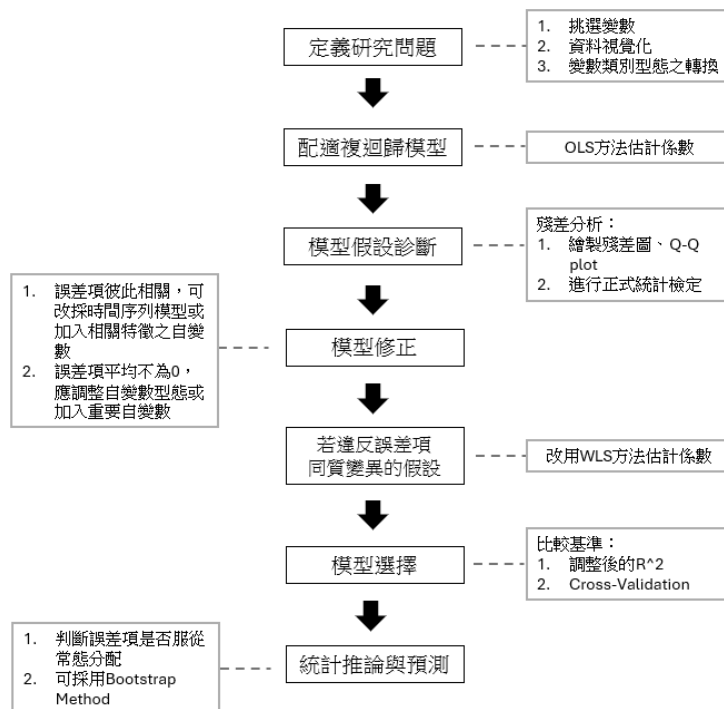 定義研究問題
1. 挑選變數
2. 資料視覺化
3. 變數類別型態之轉換
配適複迴歸模型
OLS方法估計係數
模型假設診斷
殘差分析：
1. 繪製殘差圖、Q-Q
plot
2. 進行正式統計檢定
1. 誤差項彼此相關，可
改採時間序列模型或
加入相關特徵之自變
數
2. 誤差項平均不為0，
應調整自變數型態或
加入重要自變數
模型修正
若違反誤差項
同質變異的假設
改用WLS方法估計係數
模型選擇
比較基準：
1. 調整後的R^2
2. Cross-Validation
1. 判斷誤差項是否服從
常態分配
2. 可採用Bootstrap
Method
統計推論與預測